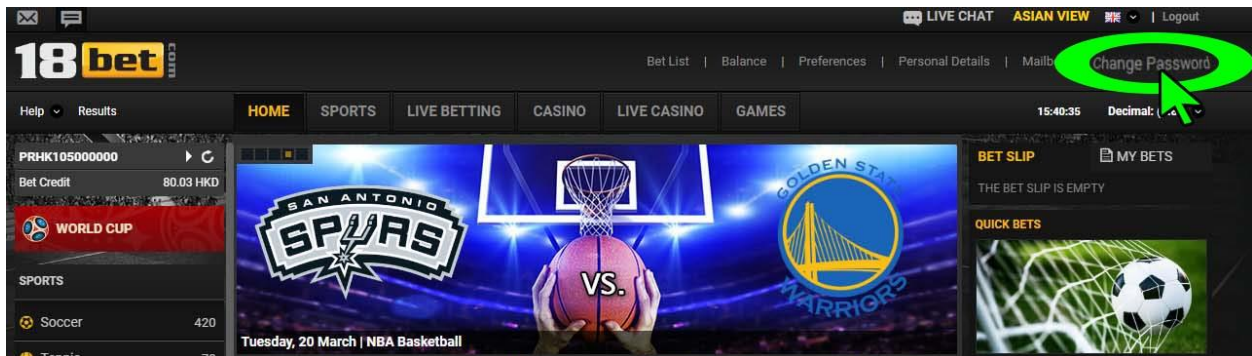 LIVE CHAT ASIAN VIEW | Logout
18 bet com
Bet List | Balance | Preferences | Personal Details | Change Password
Help Results
HOME SPORTS LIVE BETTING CASINO LIVE CASINO GAMES
15:40:35 Decimal:
PRHK105000000
Bet Credit 80.03 HKD
WORLD CUP
SPORTS
Soccer 420
SAN ANTONIO
SPURS
VS.
GOLDEN STATE
WARRIORS
Tuesday, 20 March | NBA Basketball
BET SLIP MY BETS
THE BET SLIP IS EMPTY
QUICK BETS